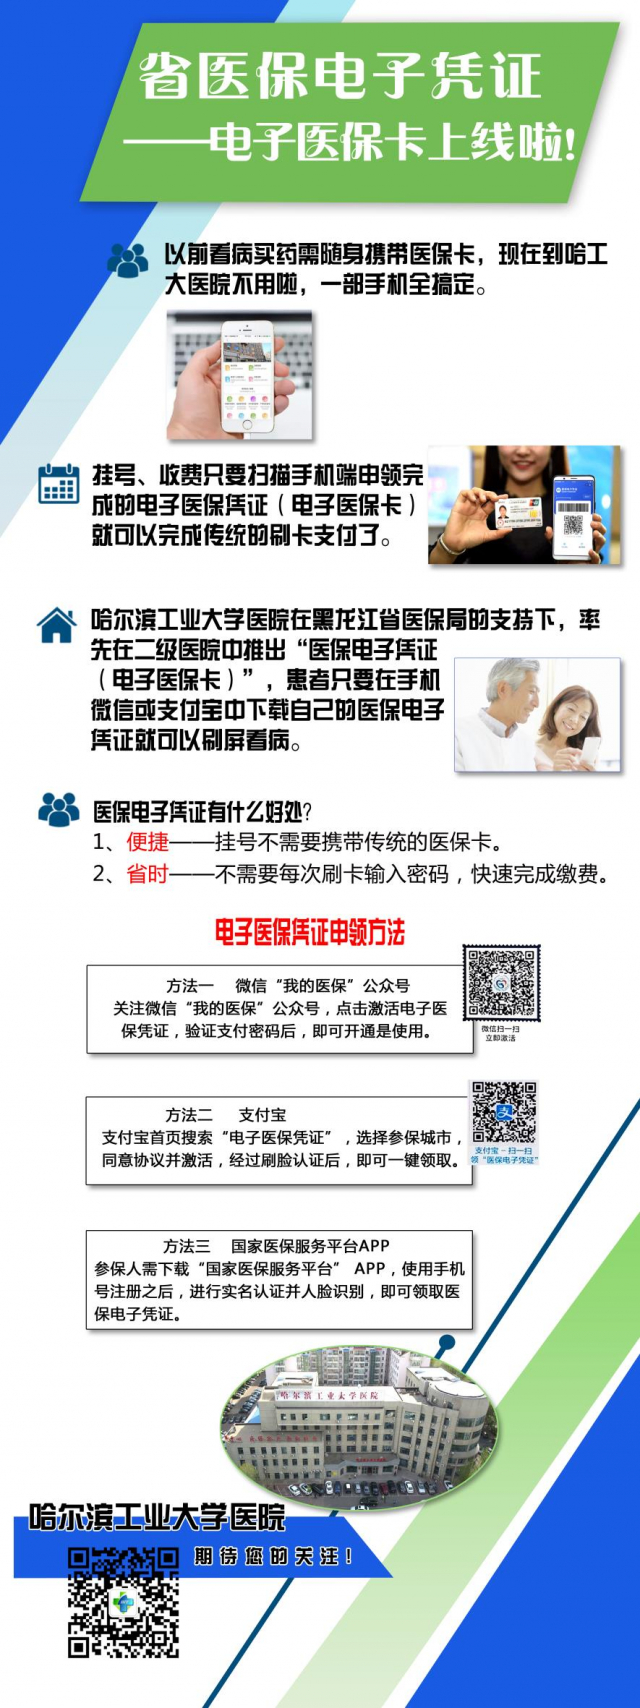 省医保电子凭证
——电子医保卡上线啦!
以前看病买药需随身携带医保卡，现在到哈工
大医院不用啦，一部手机全搞定。
挂号、收费只要扫描手机端申领完
成的电子医保凭证（电子医保卡）
就可以完成传统的刷卡支付了。
哈尔滨工业大学医院在黑龙江省医保局的支持下，率
先在二级医院中推出“医保电子凭证
（电子医保卡）”，患者只要在手机
微信或支付宝中下载自己的医保电子
凭证就可以刷屏看病。
医保电子凭证有什么好处?
1、便捷——挂号不需要携带传统的医保卡。
2、省时——不需要每次刷卡输入密码，快速完成缴费。
电子医保凭证申领方法
方法一 微信“我的医保”公众号
关注微信“我的医保”公众号，点击激活电子医
保凭证，验证支付密码后，即可开通是使用。
微信扫一扫
立即激活
方法二 支付宝
支付宝首页搜索“电子医保凭证”，选择参保城市，
同意协议并激活，经过刷脸认证后，即可一键领取。
支
支付宝-扫一扫
领“医保电子凭证”
方法三 国家医保服务平台APP
参保人需下载“国家医保服务平台” APP，使用手机
号注册之后，进行实名认证并人脸识别，即可领取医
保电子凭证。
哈尔滨工业大学医院
哈尔滨工业大学医院
期待您的关注!